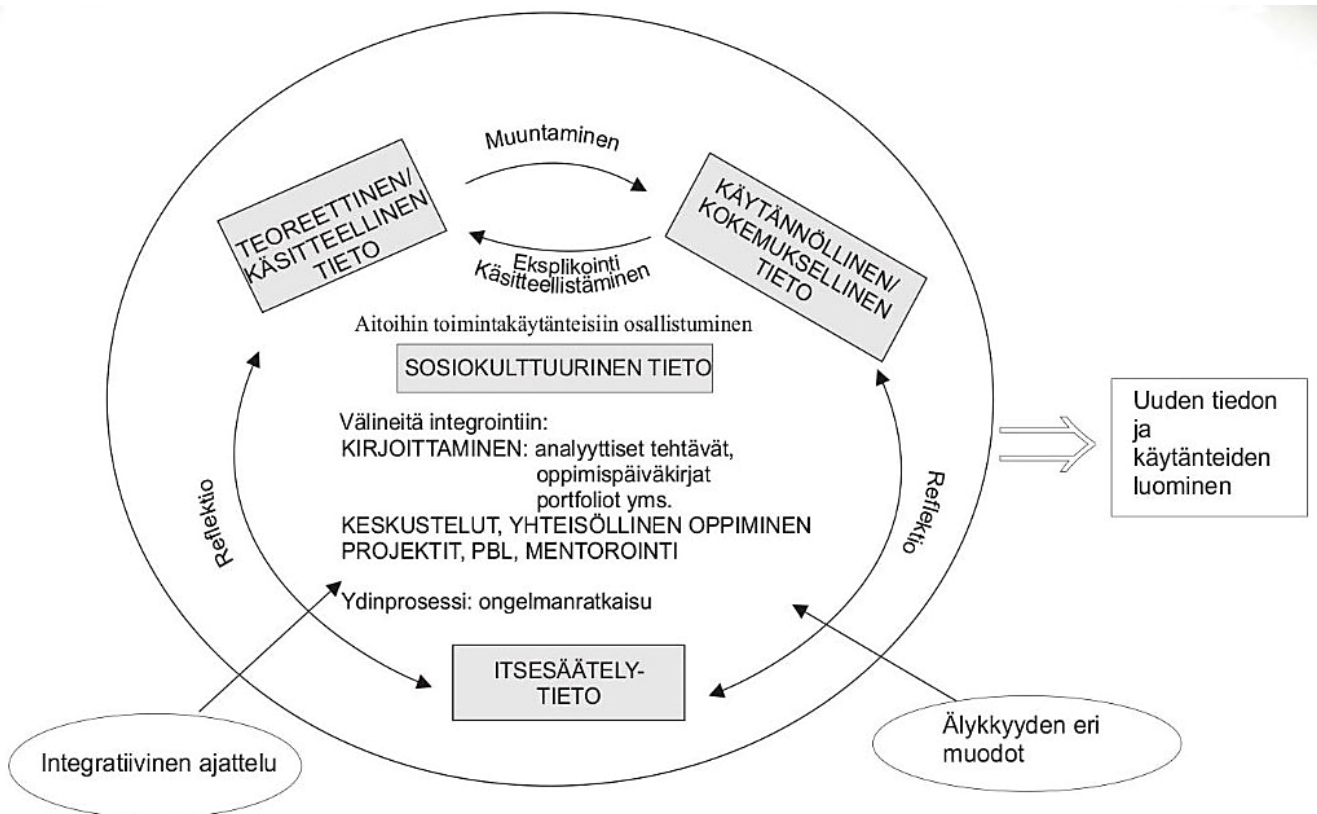 Muuntaminen
TEOREETTINEN/
KÄSITTEELLINEN
TIETO
KÄYTÄNNÖLLINEN/
KOKEMUKSELLINEN
TIETO
Eksplikointi
Käsitteellistäminen
Aitoihin toimintakäytänteisiin osallistuminen
SOSIOKULTTUURINEN TIETO
Välineitä integrointiin:
KIRJOITTAMINEN: analyyttiset tehtävät,
oppimispäiväkirjat
portfoliot yms.
KESKUSTELUT, YHTEISÖLLINEN OPPIMINEN
PROJEKTIT, PBL, MENTOROINTI
Ydinprosessi: ongelmanratkaisu
Reflektio
Reflektio
ITSESÄÄTELY-
TIETO
Uuden tiedon
ja
käytänteiden
luominen
Integratiivinen ajattelu
Älykkyyden eri
muodot